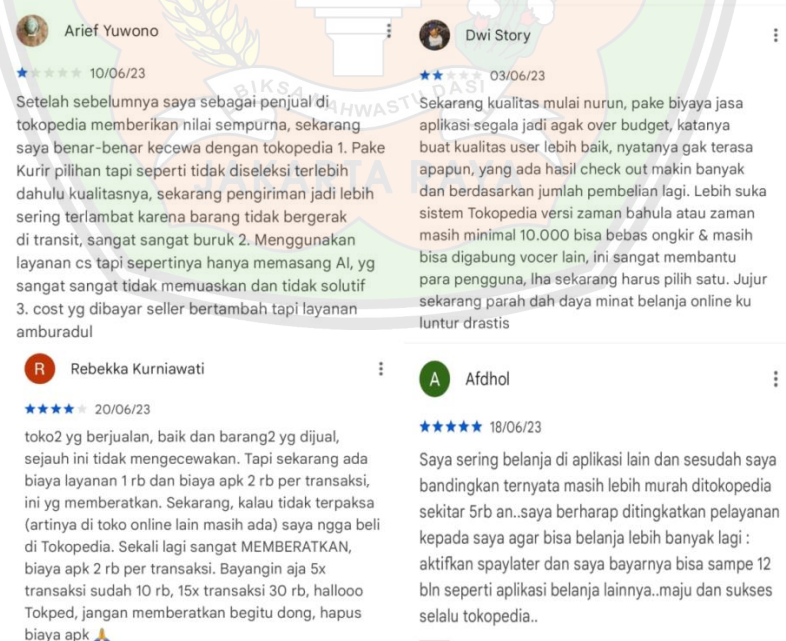 Arief Yuwono
10/06/23
Setelah sebelumnya saya sebagai penjual di
tokopedia memberikan nilai sempurna, sekarang
saya benar-benar kecewa dengan tokopedia 1. Pake
Kurir pilihan tapi seperti tidak diseleksi terlebih
dahulu kualitasnya, sekarang pengiriman jadi lebih
sering terlambat karena barang tidak bergerak
di transit, sangat sangat buruk 2. Menggunakan
layanan cs tapi sepertinya hanya memasang AI, yg
sangat sangat tidak memuaskan dan tidak solutif
3. cost yg dibayar seller bertambah tapi layanan
amburadul
Dwi Story
03/06/23
Sekarang kualitas mulai nurun, pake biyaya jasa
aplikasi segala jadi agak over budget, katanya
buat kualitas user lebih baik, nyatanya gak terasa
apapun, yang ada hasil check out makin banyak
dan berdasarkan jumlah pembelian lagi. Lebih suka
sistem Tokopedia versi zaman bahula atau zaman
masih minimal 10.000 bisa bebas ongkir & masih
bisa digabung vocer lain, ini sangat membantu
para pengguna, lha sekarang harus pilih satu. Jujur
sekarang parah dah daya minat belanja online ku
luntur drastis
R
Rebekka Kurniawati
20/06/23
toko2 yg berjualan, baik dan barang2 yg dijual,
sejauh ini tidak mengecewakan. Tapi sekarang ada
biaya layanan 1 rb dan biaya apk 2 rb per transaksi,
ini yg memberatkan. Sekarang, kalau tidak terpaksa
(artinya di toko online lain masih ada) saya ngga beli
di Tokopedia. Sekali lagi sangat MEMBERATKAN,
biaya apk 2 rb per transaksi. Bayangin aja 5x
transaksi sudah 10 rb, 15x transaksi 30 rb, hallooo
Tokped, jangan memberatkan begitu dong, hapus
biaya apk 🙏
A
Afdhol
18/06/23
Saya sering belanja di aplikasi lain dan sesudah saya
bandingkan ternyata masih lebih murah ditokopedia
sekitar 5rb an..saya berharap ditingkatkan pelayanan
kepada saya agar bisa belanja lebih banyak lagi :
aktifkan spaylater dan saya bayarnya bisa sampe 12
bln seperti aplikasi belanja lainnya..maju dan sukses
selalu tokopedia..
BIKSA MAHWASTU DASI
JAKARTA RAYA